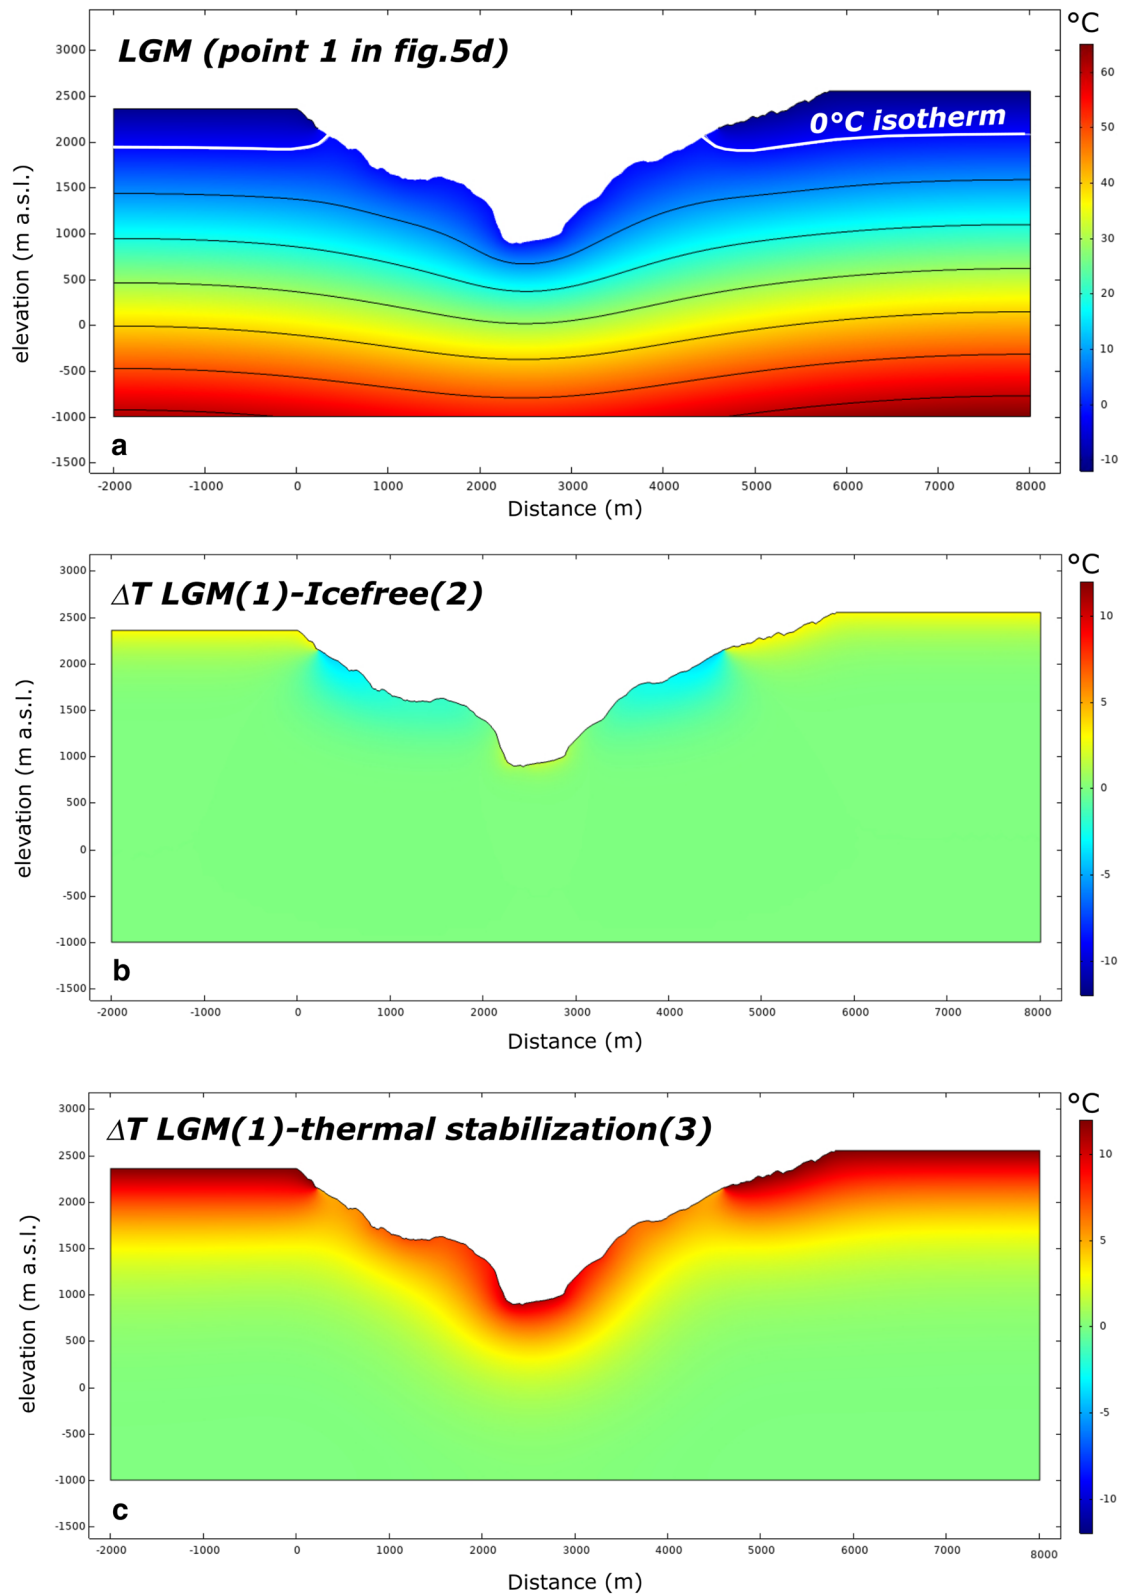 °C
LGM (point 1 in fig.5d)
0°C isotherm
elevation (m a.s.l.)
3000
2500
2000
1500
1000
500
0
-500
-1000
-1500
60
50
40
30
20
10
0
-10
a
-2000 -1000 0 1000 2000 3000 4000 5000 6000 7000 8000
Distance (m)
°C
ΔT LGM(1)-Icefree(2)
elevation (m a.s.l.)
3000
2500
2000
1500
1000
500
0
-500
-1000
-1500
10
5
0
-5
-10
b
-2000 -1000 0 1000 2000 3000 4000 5000 6000 7000 8000
Distance (m)
°C
ΔT LGM(1)-thermal stabilization(3)
elevation (m a.s.l.)
3000
2500
2000
1500
1000
500
0
-500
-1000
-1500
10
5
0
-5
-10
c
-2000 -1000 0 1000 2000 3000 4000 5000 6000 7000 8000
Distance (m)